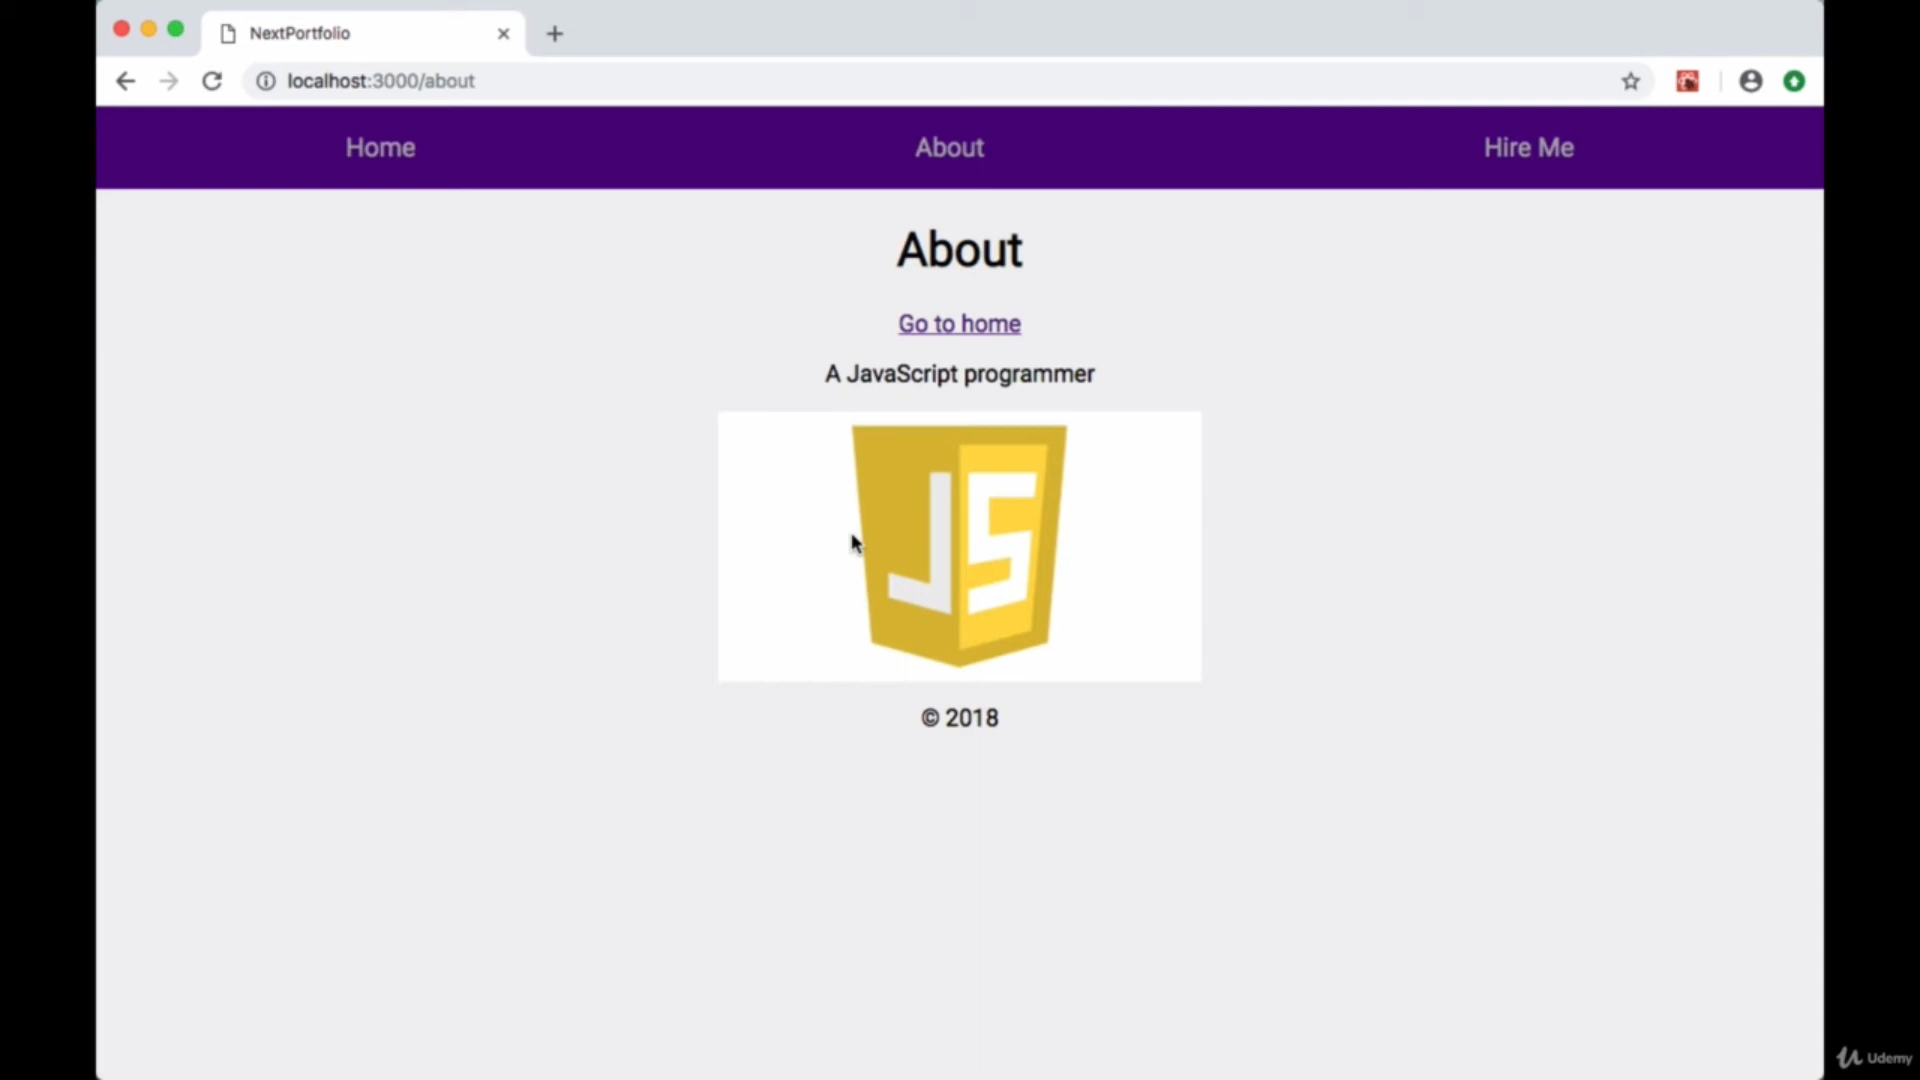 NextPortfolio
localhost:3000/about
Home About Hire Me
About
Go to home
A JavaScript programmer
JS
© 2018
Udemy